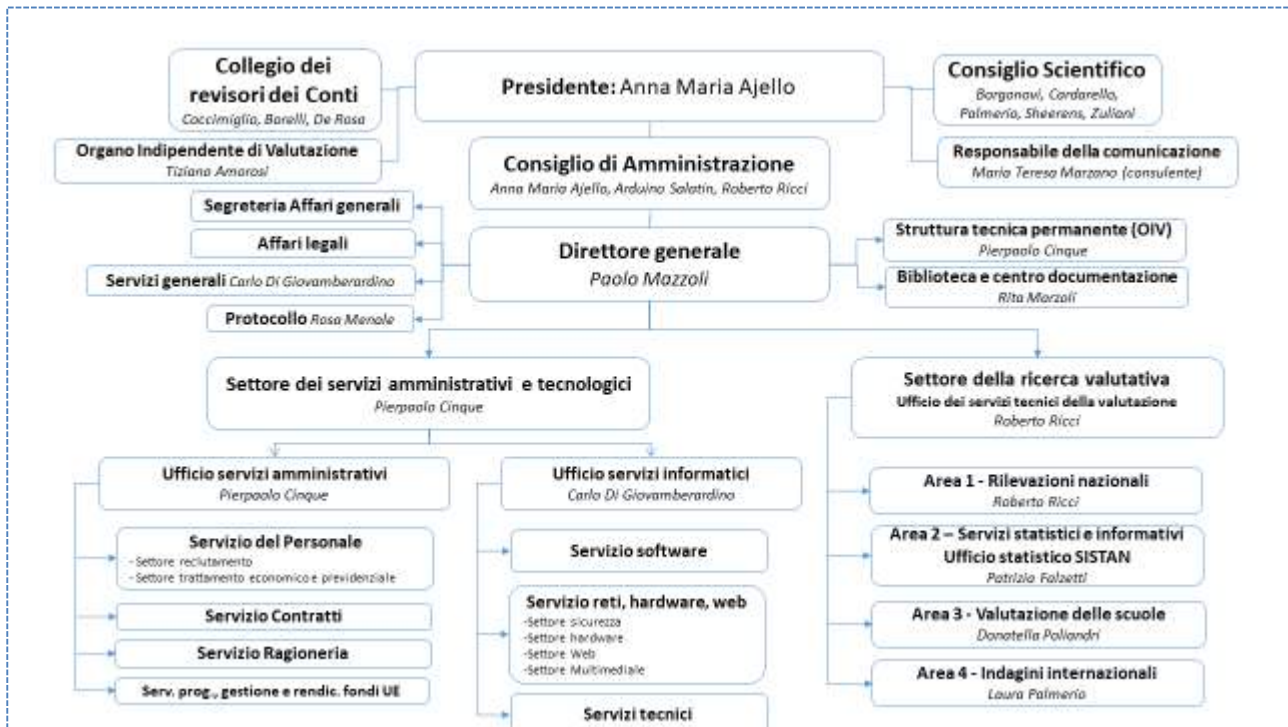 Collegio dei
revisori dei Conti
Coccimiglio, Borelli, De Rosa
Presidente: Anna Maria Ajello
Consiglio Scientifico
Borgonovi, Cardarello,
Palmerio, Sheerens, Zuliani
Organo Indipendente di Valutazione
Tiziana Amorosi
Responsabile della comunicazione
Maria Teresa Marzano (consulente)
Consiglio di Amministrazione
Anna Maria Ajello, Arduino Salatin, Roberto Ricci
Segreteria Affari generali
Affari legali
Servizi generali Carlo Di Giovamberardino
Protocollo Rosa Menale
Direttore generale
Paolo Mazzoli
Struttura tecnica permanente (OIV)
Pierpaolo Cinque
Biblioteca e centro documentazione
Rita Marzoli
Settore dei servizi amministrativi e tecnologici
Pierpaolo Cinque
Settore della ricerca valutativa
Ufficio dei servizi tecnici della valutazione
Roberto Ricci
Ufficio servizi amministrativi
Pierpaolo Cinque
Servizio del Personale
- Settore reclutamento
- Settore trattamento economico e previdenziale
Servizio Contratti
Servizio Ragioneria
Serv. prog., gestione e rendic. fondi UE
Ufficio servizi informatici
Carlo Di Giovamberardino
Servizio software
Servizio reti, hardware, web
-Settore sicurezza
-Settore hardware
-Settore Web
-Settore Multimediale
Servizi tecnici
Area 1 - Rilevazioni nazionali
Roberto Ricci
Area 2 – Servizi statistici e informativi
Ufficio statistico SISTAN
Patrizia Falzetti
Area 3 - Valutazione delle scuole
Donatella Poliandri
Area 4 - Indagini internazionali
Laura Palmerio